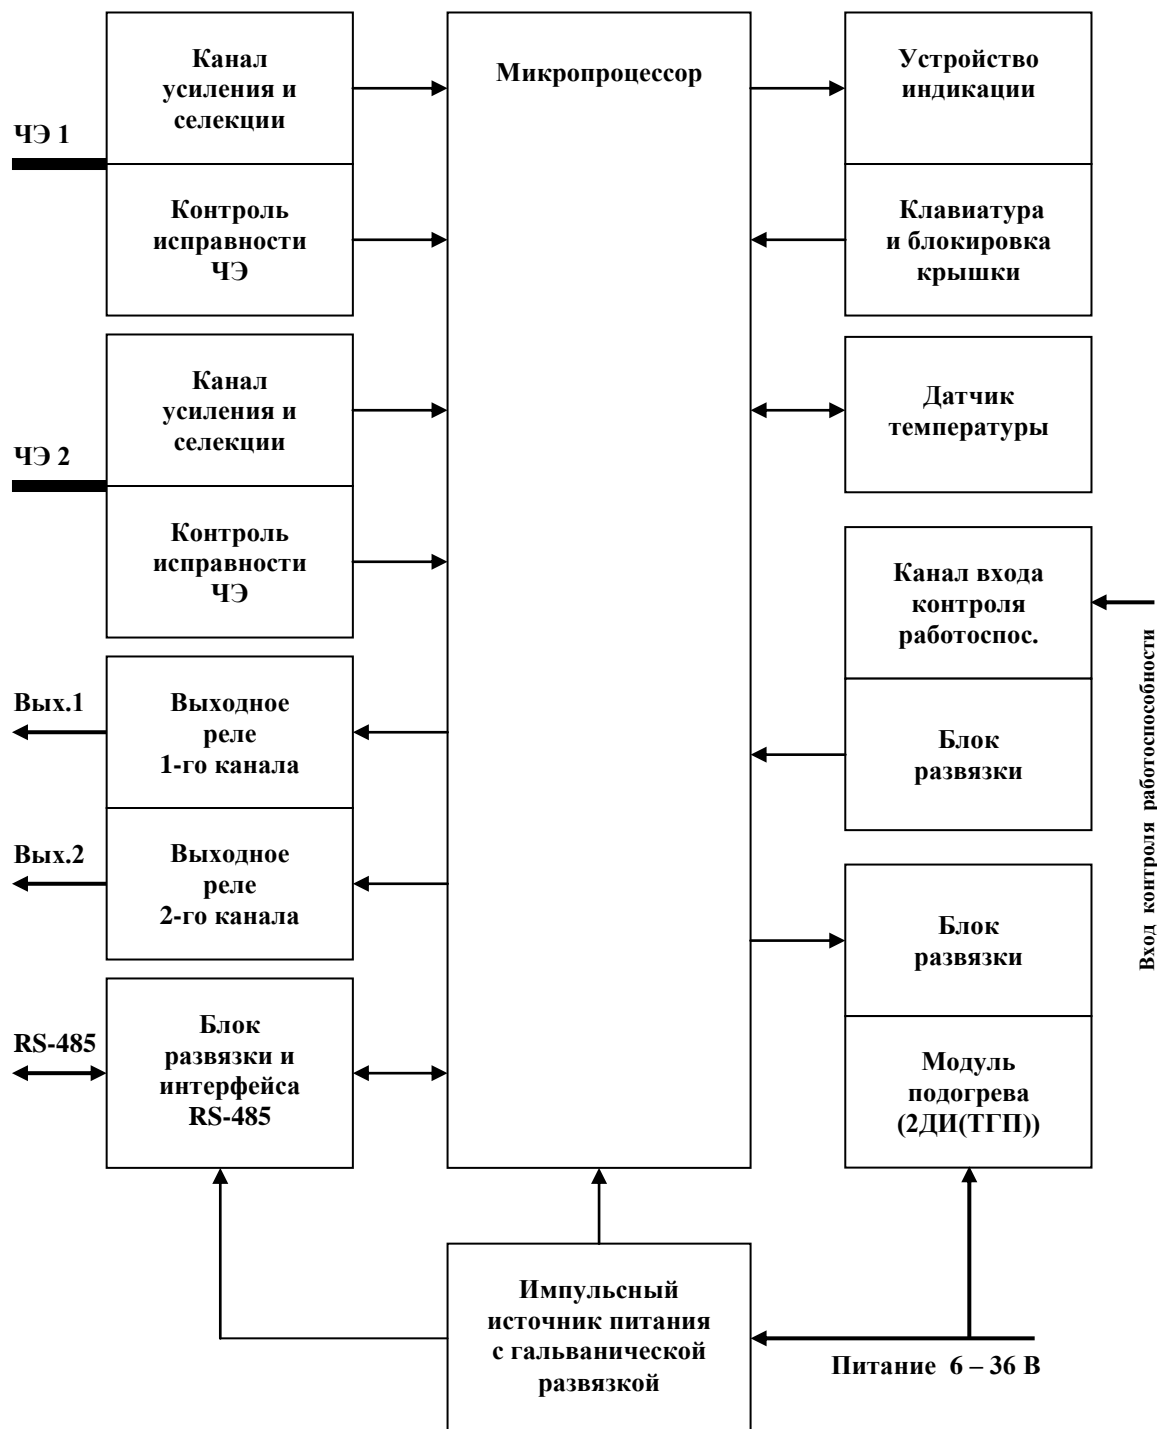 Канал
усиления и
селекции
Микропроцессор
Устройство
индикации
ЧЭ 1
Контроль
исправности
ЧЭ
Клавиатура
и блокировка
крышки
Канал
усиления и
селекции
Датчик
температуры
ЧЭ 2
Контроль
исправности
ЧЭ
Канал входа
контроля
работоспос.
Вход контроля работоспособности
Вых.1
Выходное
реле
1-го канала
Блок
развязки
Вых.2
Выходное
реле
2-го канала
Блок
развязки
RS-485
Блок
развязки и
интерфейса
RS-485
Модуль
подогрева
(2ДИ(ТГП))
Импульсный
источник питания
с гальванической
развязкой
Питание 6 – 36 В